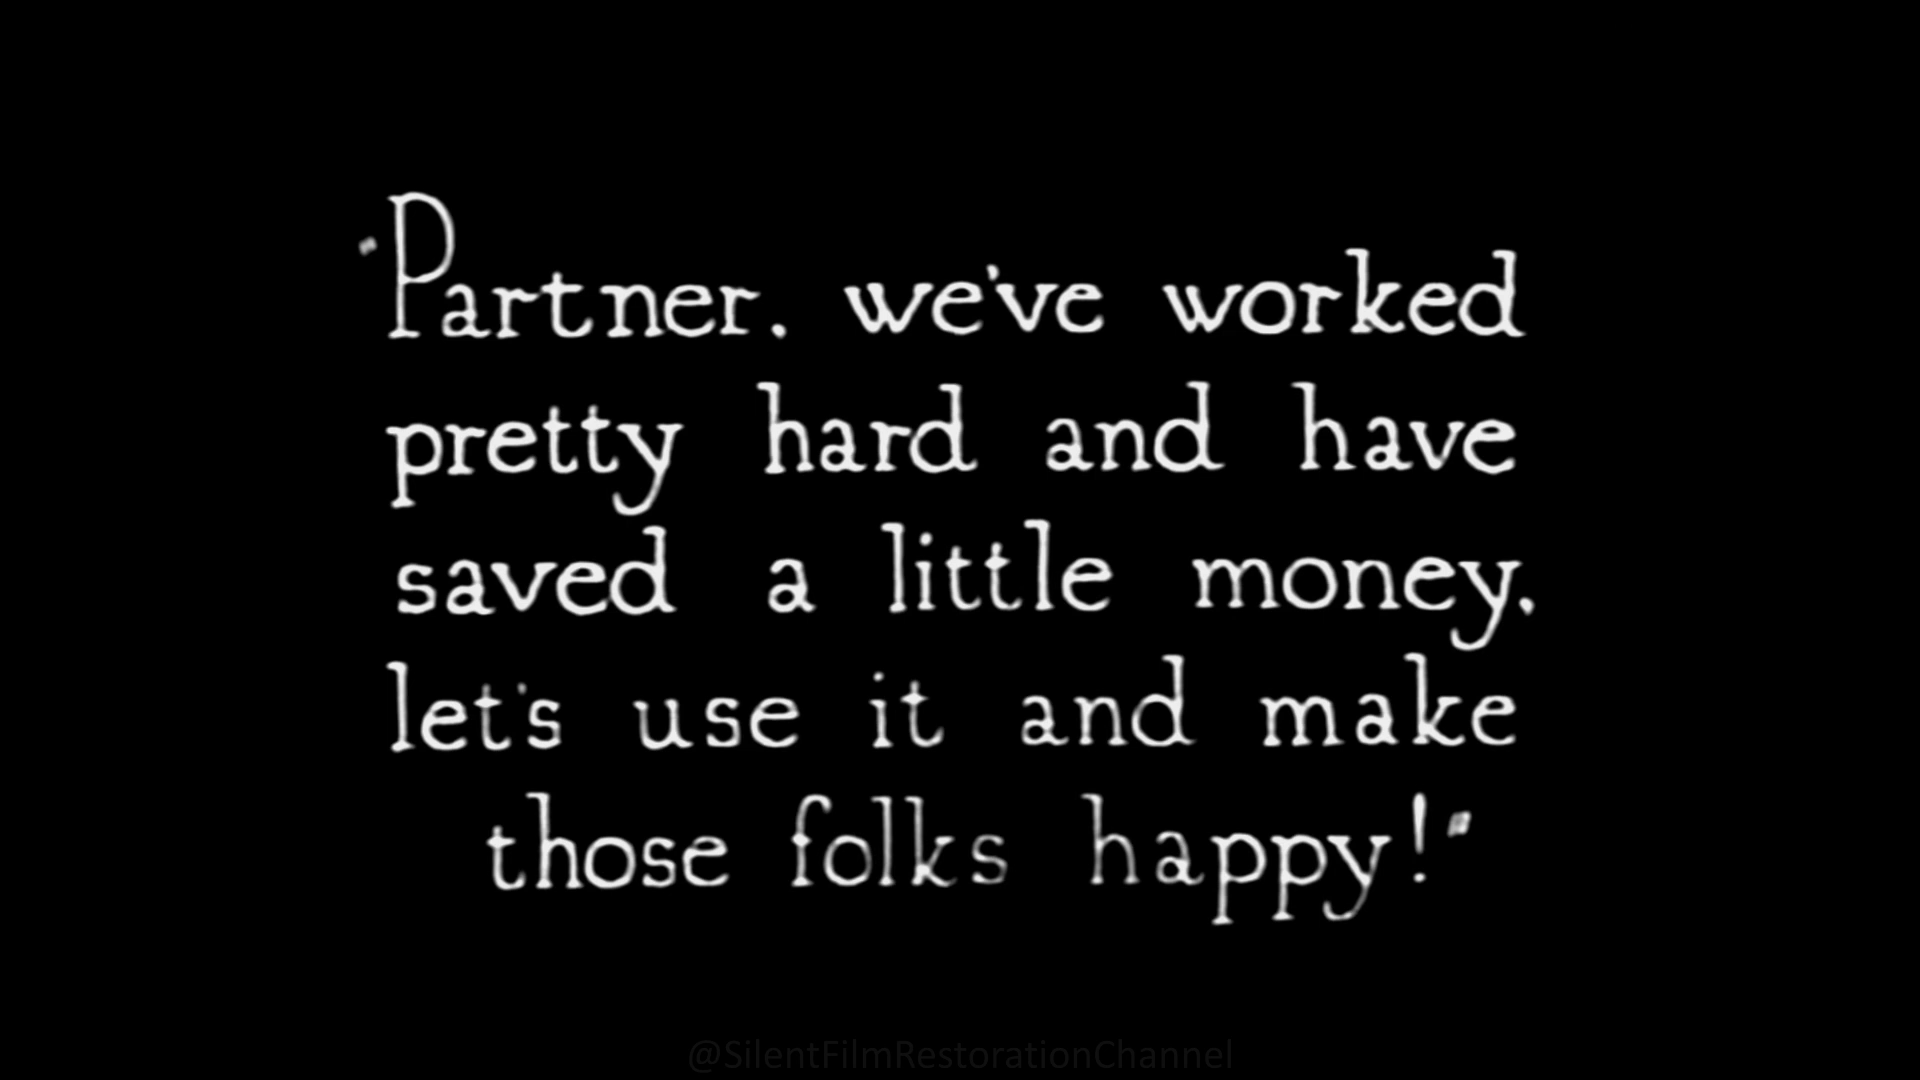 "Partner, we've worked
pretty hard and have
saved a little money,
let's use it and make
those folks happy!"
@SilentFilmRestorationChannel